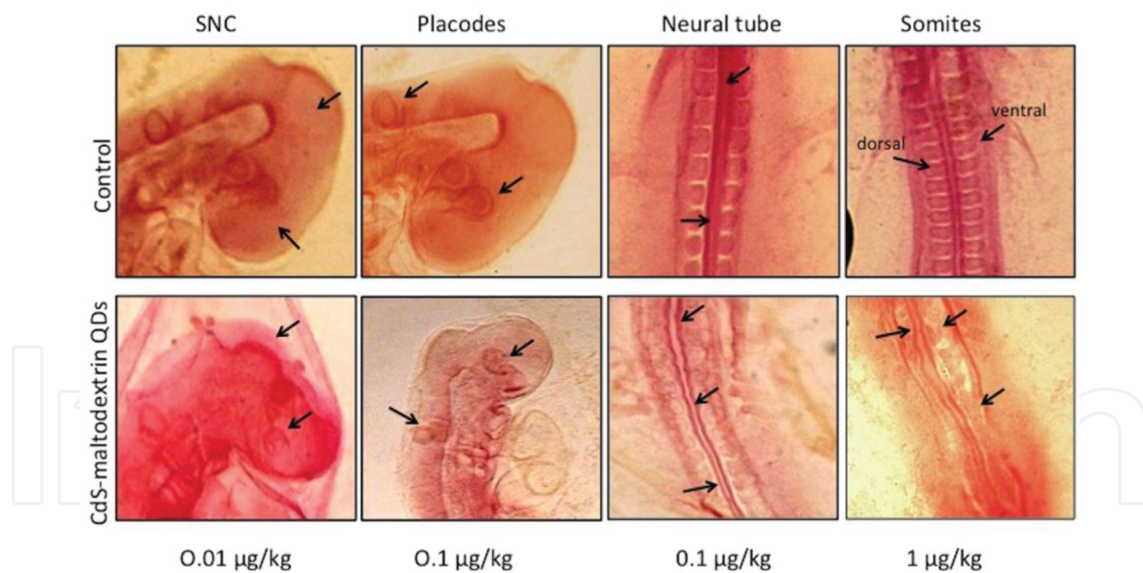 SNC Placodes Neural tube Somites
Control
dorsal
ventral
CdS-maltodextrin QDs
O.01 µg/kg O.1 µg/kg 0.1 µg/kg 1 µg/kg